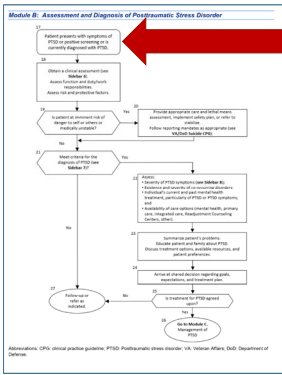 Module B: Assessment and Diagnosis of Posttraumatic Stress Disorder
17
Patient presents with symptoms of
PTSD or positive screening or is
currently diagnosed with PTSD.
18
Obtain a clinical assessment (see
Sidebar 5).
Assess function and duty/work
responsibilities.
Assess risk and protective factors.
19
Is patient at imminent risk of
danger to self or others or
medically unstable?
Yes
20
Provide appropriate care and lethal means
assessment, implement safety plan, or refer to
stabilize.
Follow reporting mandates as appropriate (see
VA/DoD Suicide CPG).
No
21
Meet criteria for the
diagnosis of PTSD (see
Sidebar 7)?
Yes
22
Assess:
• Severity of PTSD symptoms (see Sidebar 8);
• Existence and severity of co-occurring disorders
• Individual's current and past mental health
treatment, particularly of PTSD or PTSD symptoms;
and
• Availability of care options (mental health, primary
care, integrated care, Readjustment Counseling
Centers, other).
23
Summarize patient's problems.
Educate patient and family about PTSD.
Discuss treatment options, available resources, and
patient preferences.
No
24
Arrive at shared decision regarding goals,
expectations, and treatment plan.
27
Follow-up or
refer as
indicated.
No
25
Is treatment for PTSD agreed
upon?
Yes
26
Go to Module C.
Management of
PTSD
Abbreviations: CPG: clinical practice guideline; PTSD: Posttraumatic stress disorder; VA: Veteran Affairs; DoD: Department of
Defense.